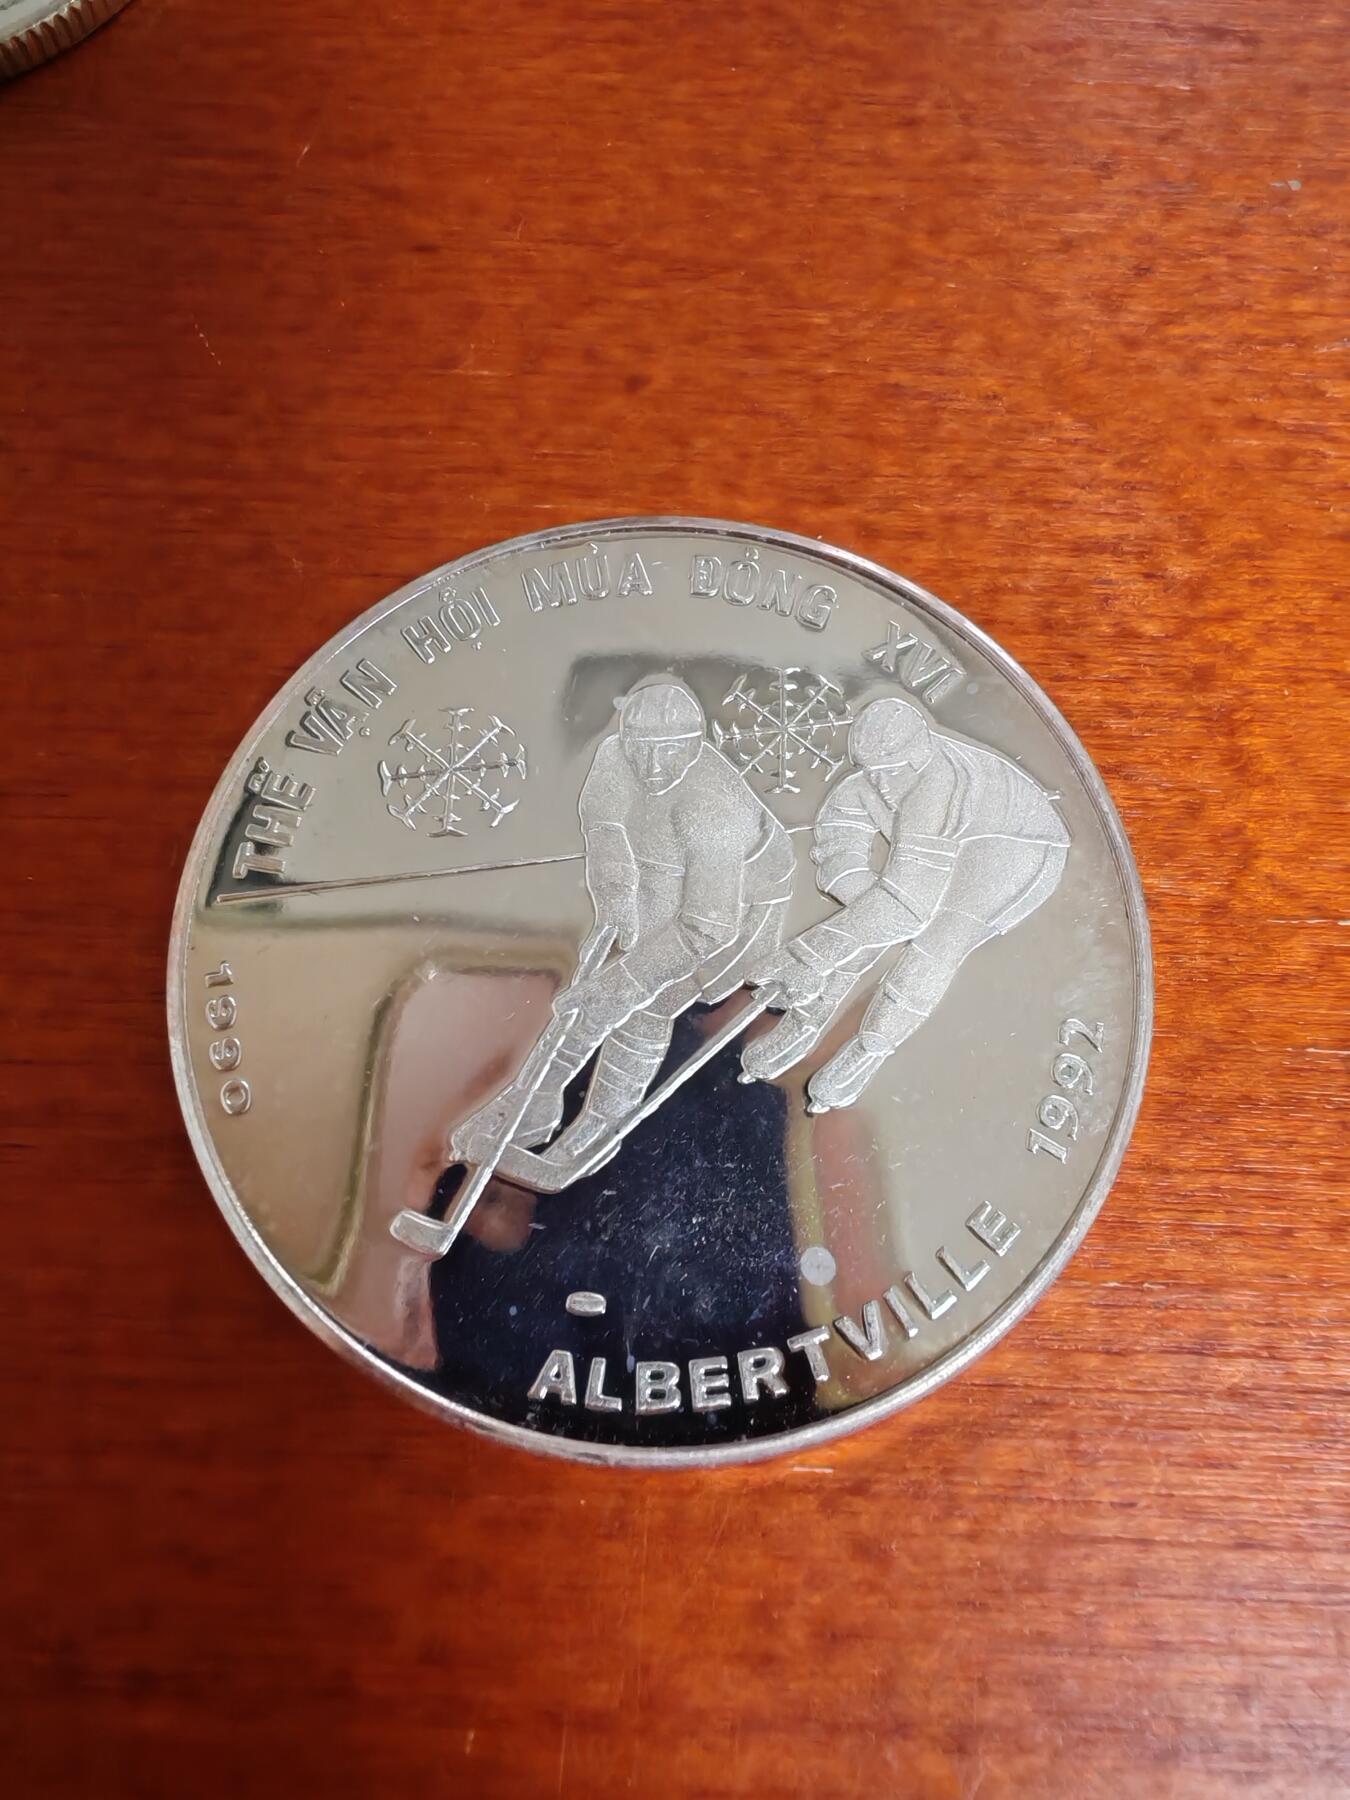 THẾ VẬN HỘI MÙA ĐÔNG XVI
1990
1992
ALBERTVILLE